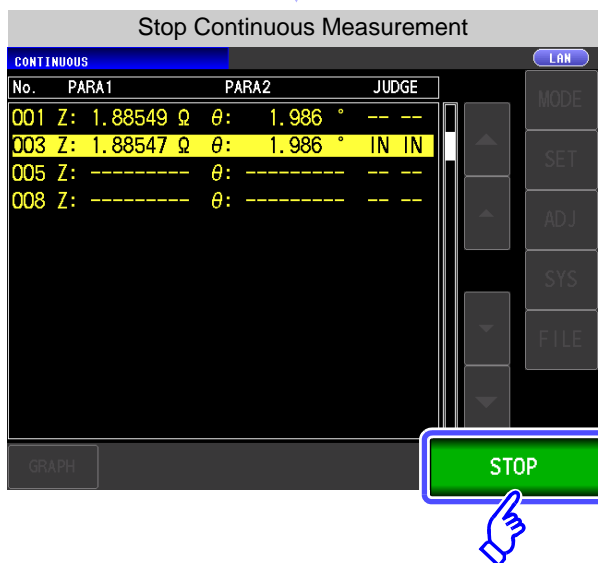 Stop Continuous Measurement
CONTINUOUS LAN
No. PARA1 PARA2 JUDGE
001 Z: 1.88549 Ω θ: 1.986 ° -- --
003 Z: 1.88547 Ω θ: 1.986 ° IN IN
005 Z: --------- θ: --------- -- --
008 Z: --------- θ: --------- -- --
MODE
SET
ADJ
SYS
FILE
GRAPH STOP